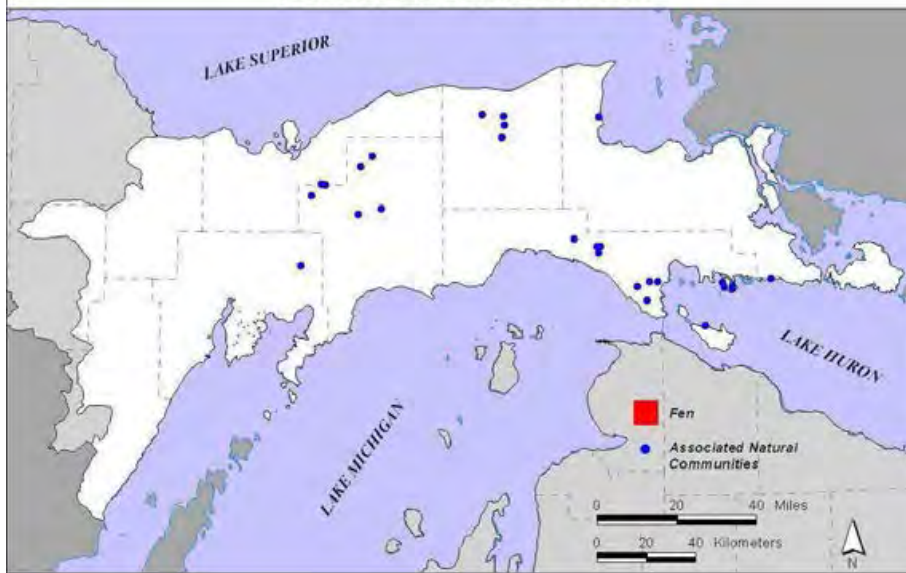 LAKE SUPERIOR
LAKE HURON
LAKE MICHIGAN
Fen
Associated Natural
Communities
0 20 40 Miles
0 20 40 Kilometers
N